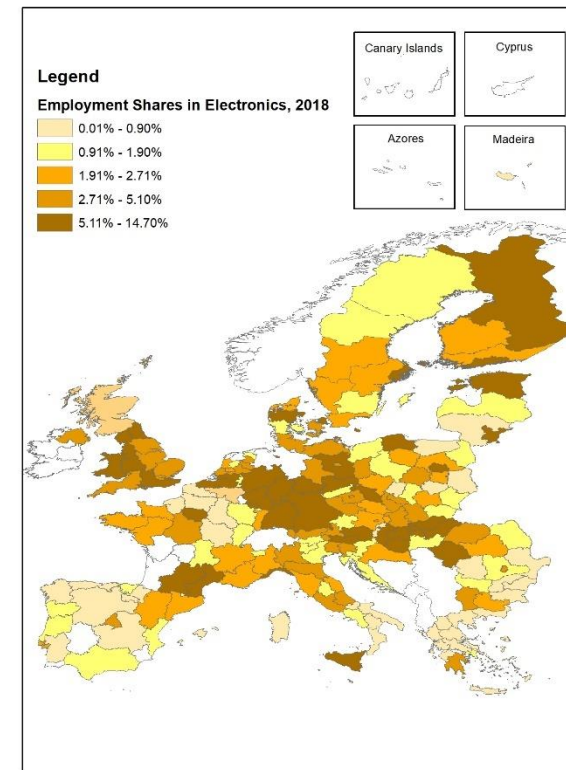 Canary Islands
Cyprus
Legend
Employment Shares in Electronics, 2018
0.01% - 0.90%
0.91% - 1.90%
1.91% - 2.71%
2.71% - 5.10%
5.11% - 14.70%
Azores
Madeira